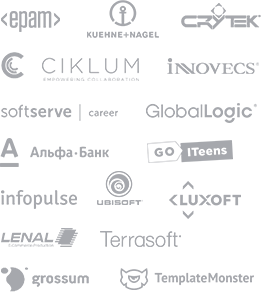 <epam>
KUEHNE+NAGEL
CRYTEK
CIKLUM
EMPOWERING COLLABORATION
innovecs®
softserve | career
GlobalLogic®
А Альфа·Банк
GO ITeens
infopulse
UBISOFT
LUXOFT
LENAL
Terrasoft
grossum
TemplateMonster